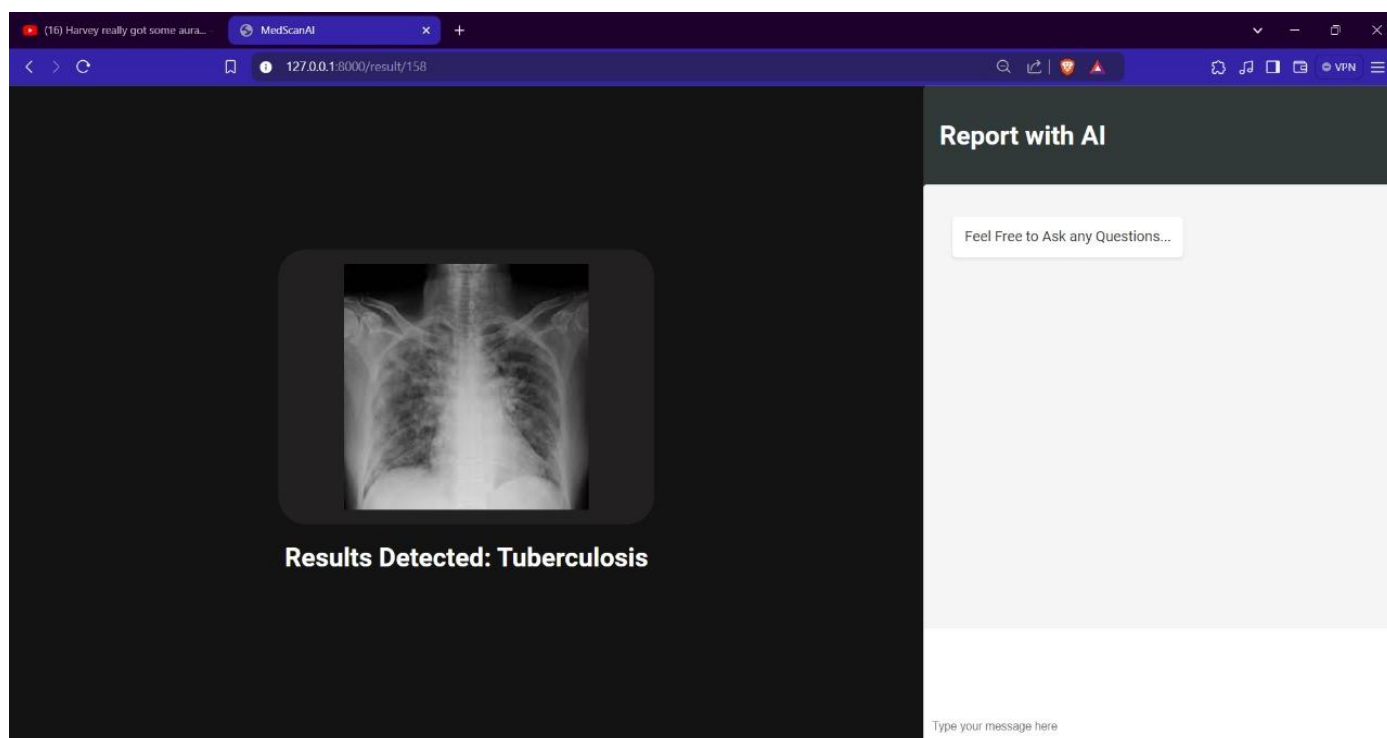 (16) Harvey really got some aura...
MedScanAI
127.0.0.1:8000/result/158
VPN
Report with AI
Feel Free to Ask any Questions...
Results Detected: Tuberculosis
Type your message here